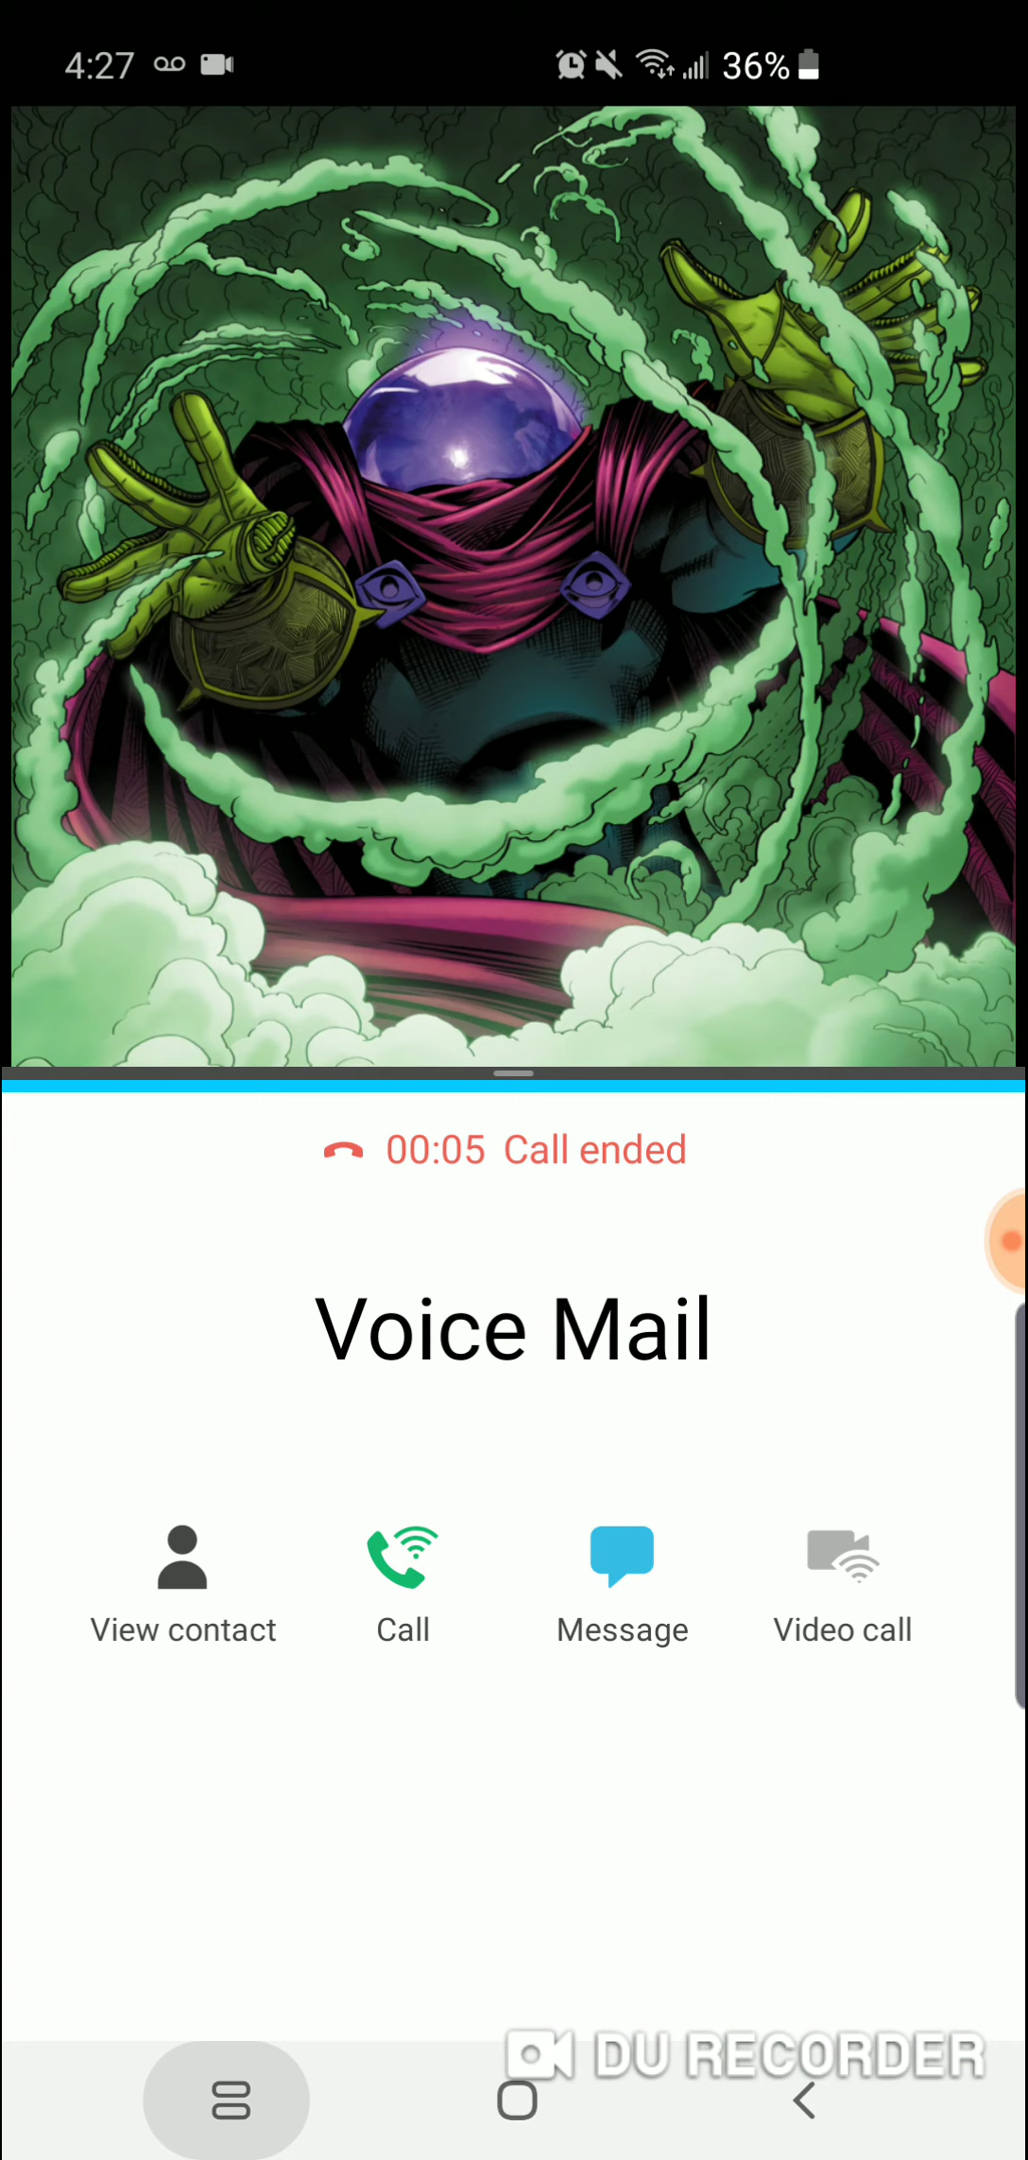 4:27 36%
00:05 Call ended
Voice Mail
View contact Call Message Video call
DU RECORDER